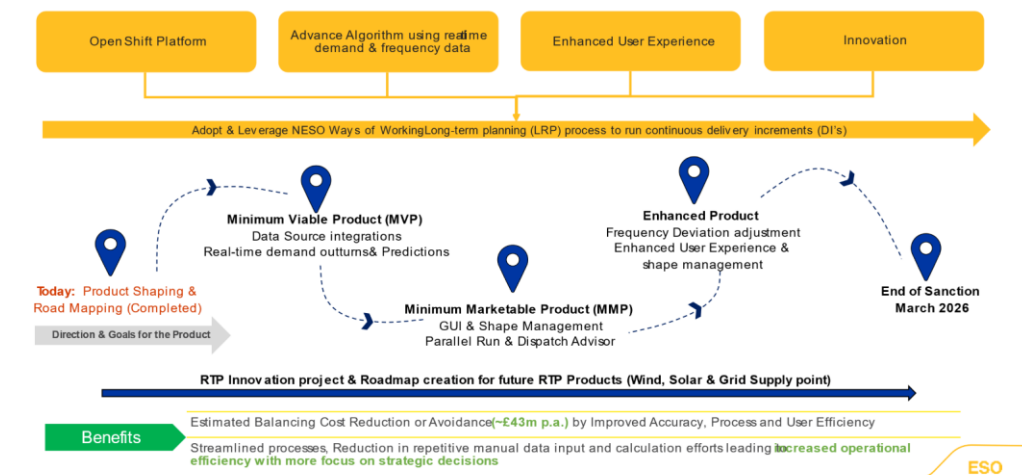 Open Shift Platform
Advance Algorithm using realtime
demand & frequency data
Enhanced User Experience
Innovation
Adopt & Leverage NESO Ways of WorkingLong-term planning (LRP) process to run continuous delivery increments (DI's)
Minimum Viable Product (MVP)
Data Source integrations
Real-time demand outturns& Predictions
Enhanced Product
Frequency Deviation adjustment
Enhanced User Experience &
shape management
Today: Product Shaping &
Road Mapping (Completed)
Direction & Goals for the Product
Minimum Marketable Product (MMP)
GUI & Shape Management
Parallel Run & Dispatch Advisor
End of Sanction
March 2026
RTP Innovation project & Roadmap creation for future RTP Products (Wind, Solar & Grid Supply point)
Benefits
Estimated Balancing Cost Reduction or Avoidance(~£43m p.a.) by Improved Accuracy, Process and User Efficiency
Streamlined processes, Reduction in repetitive manual data input and calculation efforts leading to increased operational
efficiency with more focus on strategic decisions
ESO